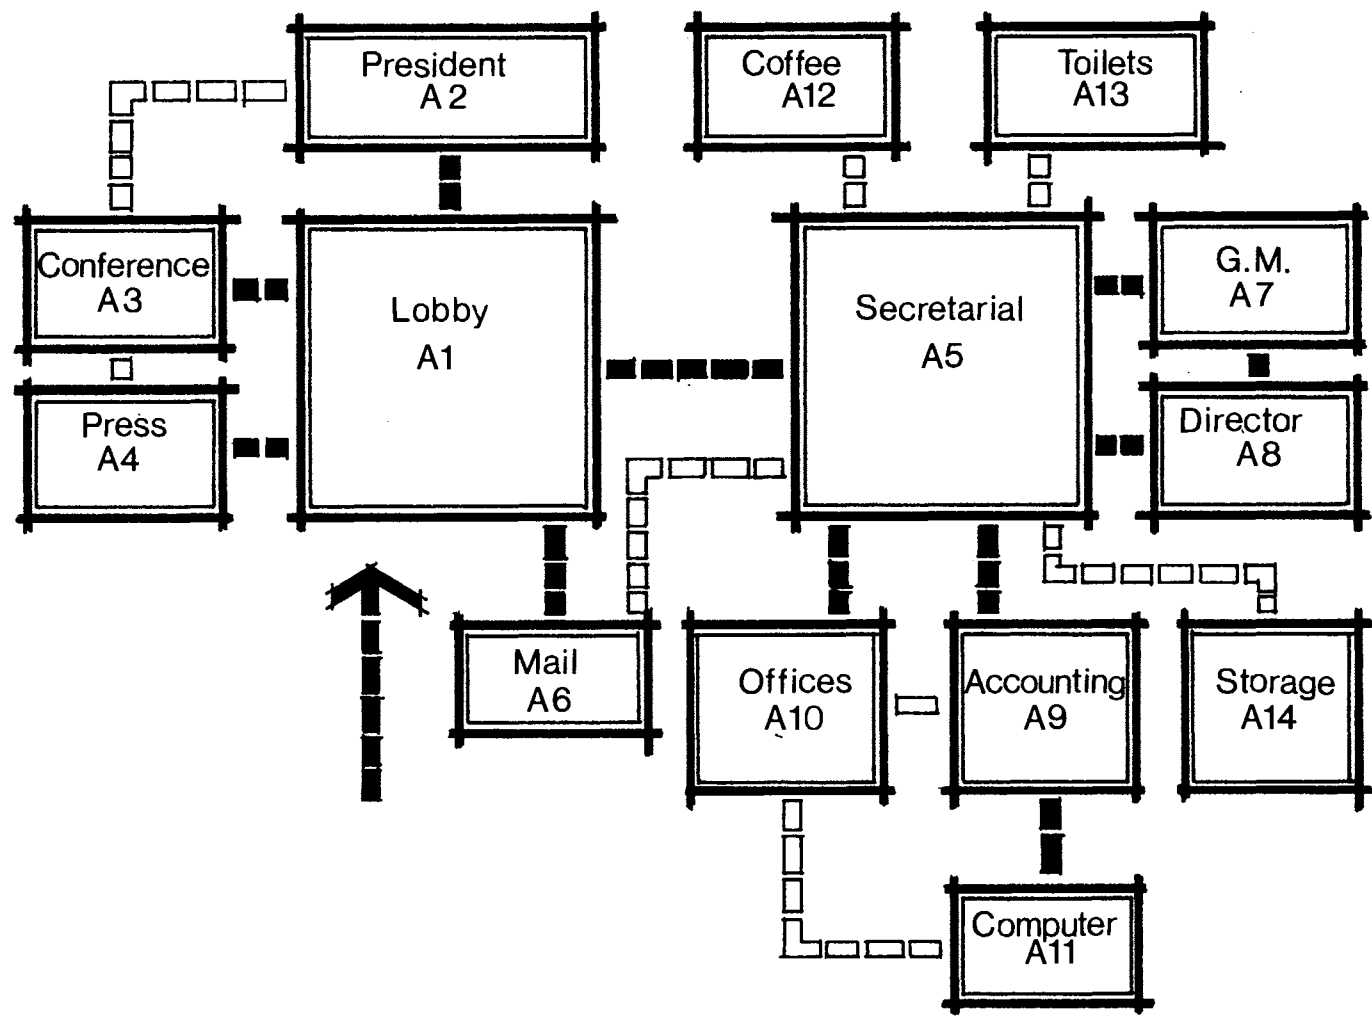 President
A2
Coffee
A12
Toilets
A13
Conference
A3
Lobby
A1
Secretarial
A5
G.M.
A7
Press
A4
Director
A8
Mail
A6
Offices
A10
Accounting
A9
Storage
A14
Computer
A11